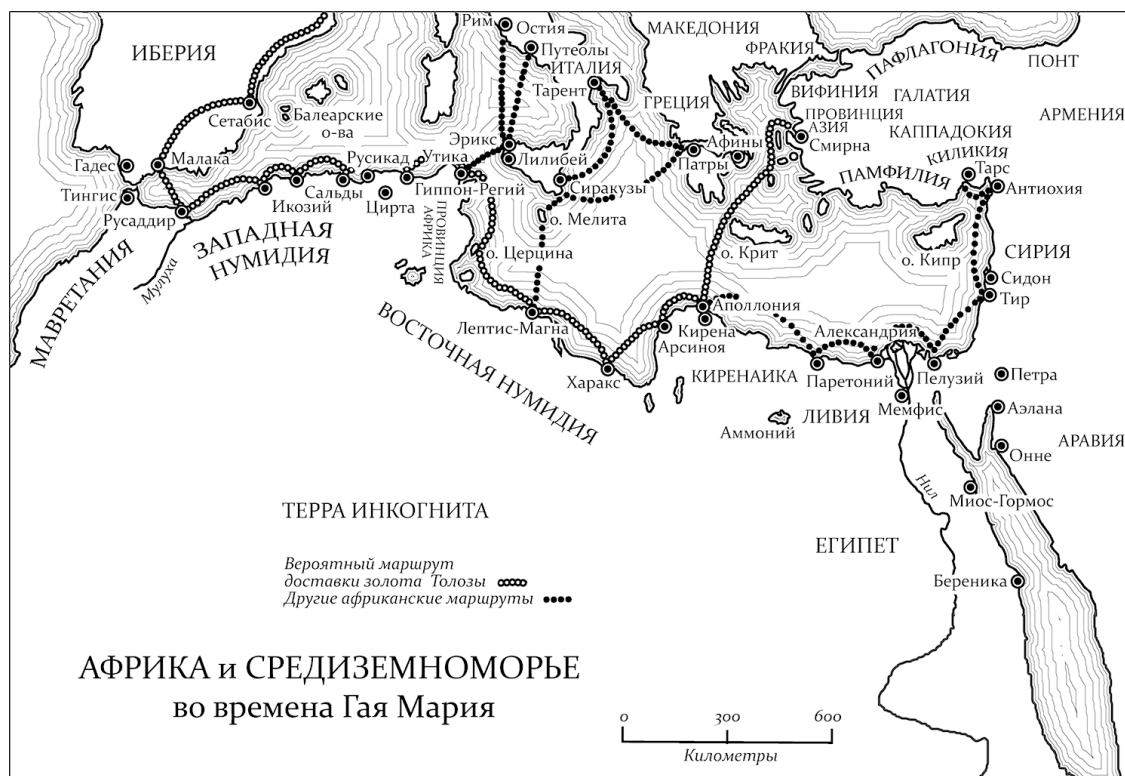 Рим
Остия
МАКЕДОНИЯ
ИБЕРИЯ
Путеолы
ИТАЛИЯ
ФРАКИЯ
ПАФЛАГОНИЯ
ПОНТ
Тарент
ГРЕЦИЯ
ВИФИНИЯ
ГАЛАТИЯ
Сетабис
Балеарские
о-ва
ПРОВИНЦИЯ
АЗИЯ
АРМЕНИЯ
Эрикс
Афины
Смирна
КАППАДОКИЯ
Гадес
Малака
Русикад
Утика
Лилибей
Патры
КИЛИКИЯ
Тарс
Тингис
Сальды
Гиппон-Регий
Сиракузы
ПАМФИЛИЯ
Антиохия
Русаддир
Икозий
Цирта
о. Мелита
ПРОВИНЦИЯ
АФРИКА
ЗАПАДНАЯ
НУМИДИЯ
о. Церцина
о. Крит
о. Кипр
СИРИЯ
Мулуха
МАВРЕТАНИЯ
Сидон
Тир
ВОСТОЧНАЯ НУМИДИЯ
Лептис-Магна
Аполлония
Кирена
Александрия
Арсиноя
Харакс
КИРЕНАИКА
Паретоний
Пелузий
Петра
Мемфис
Аэлана
Аммоний
ЛИВИЯ
АРАВИЯ
Онне
Нил
Миос-Гормос
ТЕРРА ИНКОГНИТА
ЕГИПЕТ
Вероятный маршрут
доставки золота Толозы
Другие африканские маршруты
Береника
АФРИКА и СРЕДИЗЕМНОМОРЬЕ
во времена Гая Мария
0 300 600
Километры